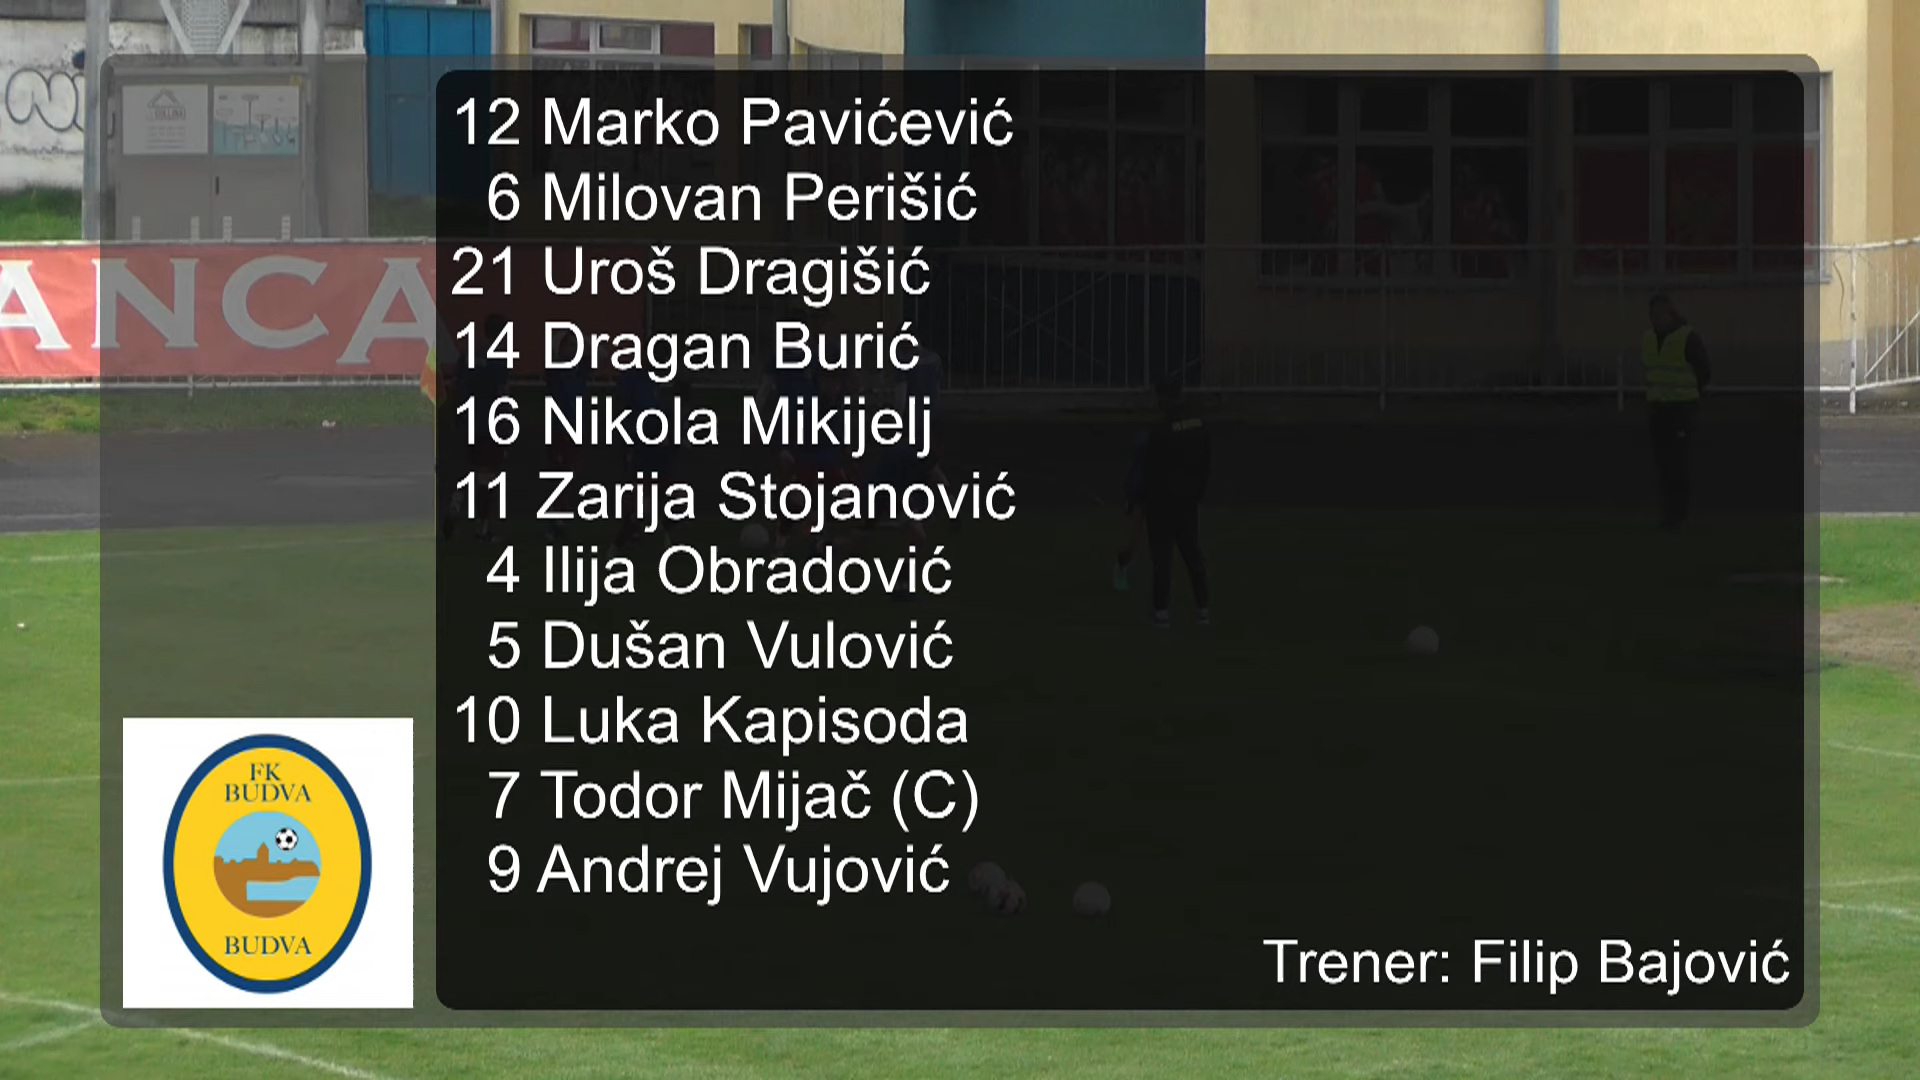 12 Marko Pavićević
6 Milovan Perišić
21 Uroš Dragišić
14 Dragan Burić
16 Nikola Mikijelj
11 Zarija Stojanović
4 Ilija Obradović
5 Dušan Vulović
10 Luka Kapisoda
7 Todor Mijač (C)
9 Andrej Vujović
Trener: Filip Bajović
FK
BUDVA
BUDVA
ANCA